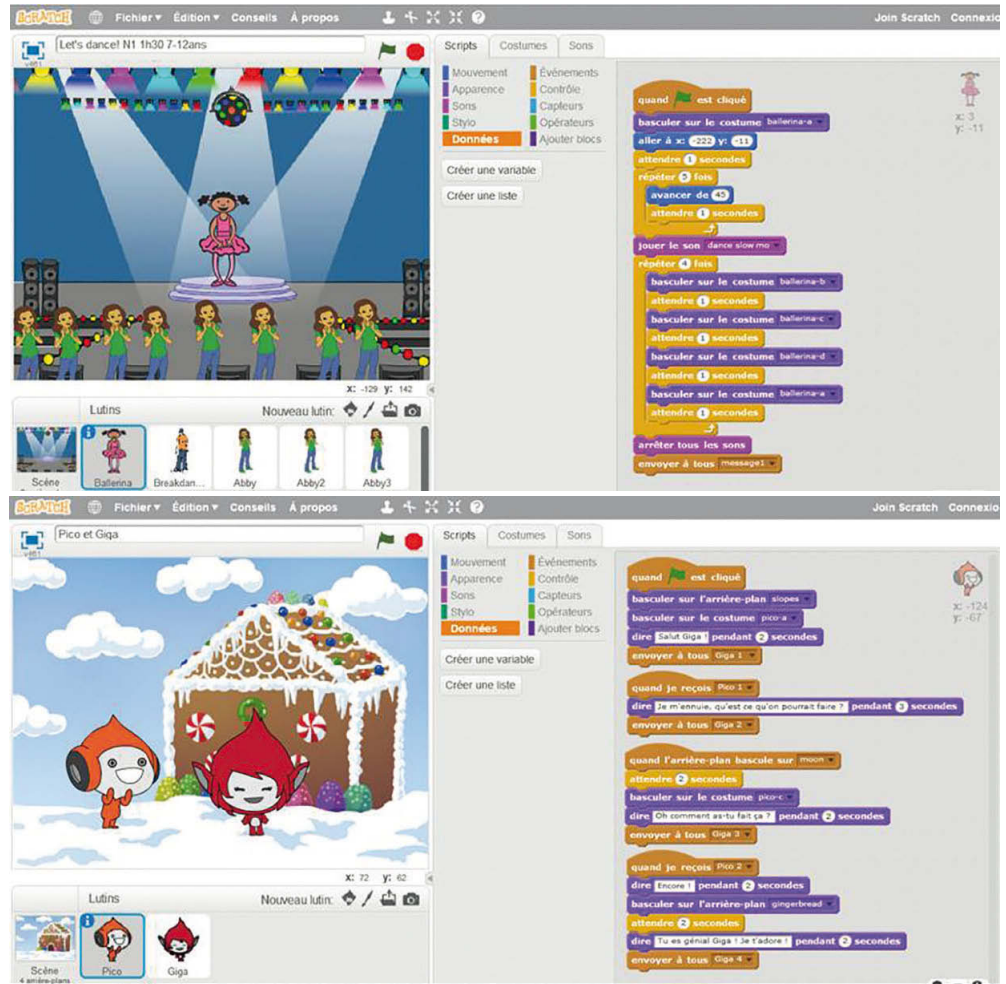 SCRATCH Fichier Édition Conseils À propos Join Scratch Connexio
Let's dance! N1 1h30 7-12ans
v461
x: -129 y: 142
Lutins Nouveau lutin:
Scène
Ballerina Breakdan... Abby Abby2 Abby3
Scripts Costumes Sons
Mouvement Événements
Apparence Contrôle
Sons Capteurs
Stylo Opérateurs
Données Ajouter blocs
Créer une variable
Créer une liste
quand est cliqué
basculer sur le costume ballerina-a
aller à x: -222 y: -11
attendre 1 secondes
répéter 5 fois
avancer de 45
attendre 1 secondes
jouer le son dance slow mo
répéter 4 fois
basculer sur le costume ballerina-b
attendre 1 secondes
basculer sur le costume ballerina-c
attendre 1 secondes
basculer sur le costume ballerina-d
attendre 1 secondes
basculer sur le costume ballerina-a
attendre 1 secondes
arrêter tous les sons
envoyer à tous message1
x: 3
y: -11
SCRATCH Fichier Édition Conseils À propos Join Scratch Connexio
Pico et Giga
v461
x: 72 y: 62
Lutins Nouveau lutin:
Scène
4 arrière-plans
Pico Giga
Scripts Costumes Sons
Mouvement Événements
Apparence Contrôle
Sons Capteurs
Stylo Opérateurs
Données Ajouter blocs
Créer une variable
Créer une liste
quand est cliqué
basculer sur l'arrière-plan slopes
basculer sur le costume pico-a
dire Salut Giga ! pendant 2 secondes
envoyer à tous Giga 1
quand je reçois Pico 1
dire Je m'ennuie, qu'est ce qu'on pourrait faire ? pendant 3 secondes
envoyer à tous Giga 2
quand l'arrière-plan bascule sur moon
attendre 2 secondes
basculer sur le costume pico-c
dire Oh comment as-tu fait ça ? pendant 2 secondes
envoyer à tous Giga 3
quand je reçois Pico 2
dire Encore ! pendant 2 secondes
basculer sur l'arrière-plan gingerbread
attendre 2 secondes
dire Tu es génial Giga ! Je t'adore ! pendant 2 secondes
envoyer à tous Giga 4
x: -124
y: -67